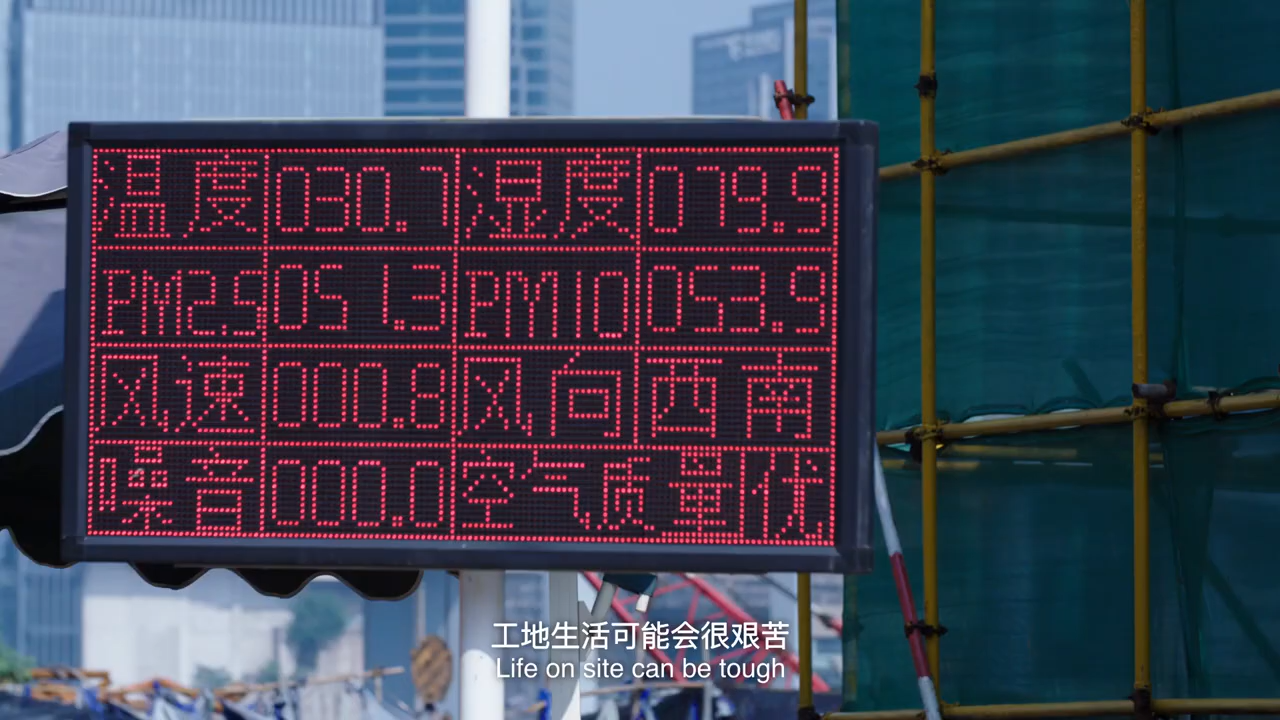 温度 030.7 湿度 079.9
PM2.5 051.3 PM10 053.9
风速 000.8 风向 西南
噪音 000.0 空气质量 优
工地生活可能会很艰苦
Life on site can be tough